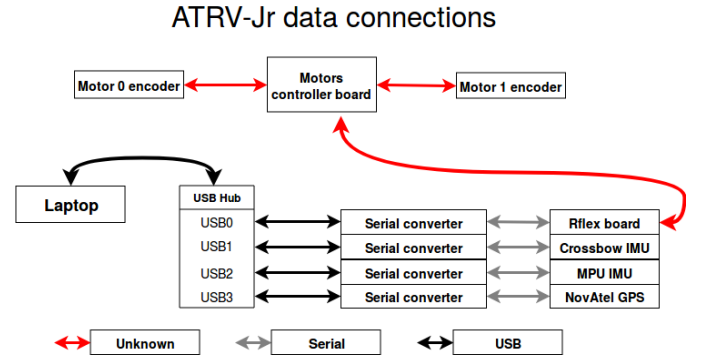 ATRV-Jr data connections
Motor 0 encoder
Motors
controller board
Motor 1 encoder
Laptop
USB Hub
USB0
Serial converter
Rflex board
USB1
Serial converter
Crossbow IMU
USB2
Serial converter
MPU IMU
USB3
Serial converter
NovAtel GPS
Unknown
Serial
USB